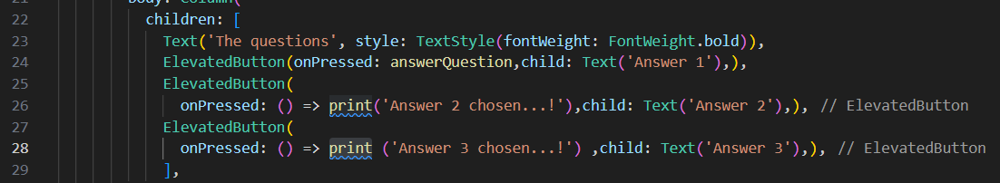 21 body: Column(
22 children: [
23 Text('The questions', style: TextStyle(fontWeight: FontWeight.bold)),
24 ElevatedButton(onPressed: answerQuestion,child: Text('Answer 1'),),
25 ElevatedButton(
26 onPressed: () => print('Answer 2 chosen...!'),child: Text('Answer 2'),), // ElevatedButton
27 ElevatedButton(
28 onPressed: () => print ('Answer 3 chosen...!') ,child: Text('Answer 3'),), // ElevatedButton
29 ],